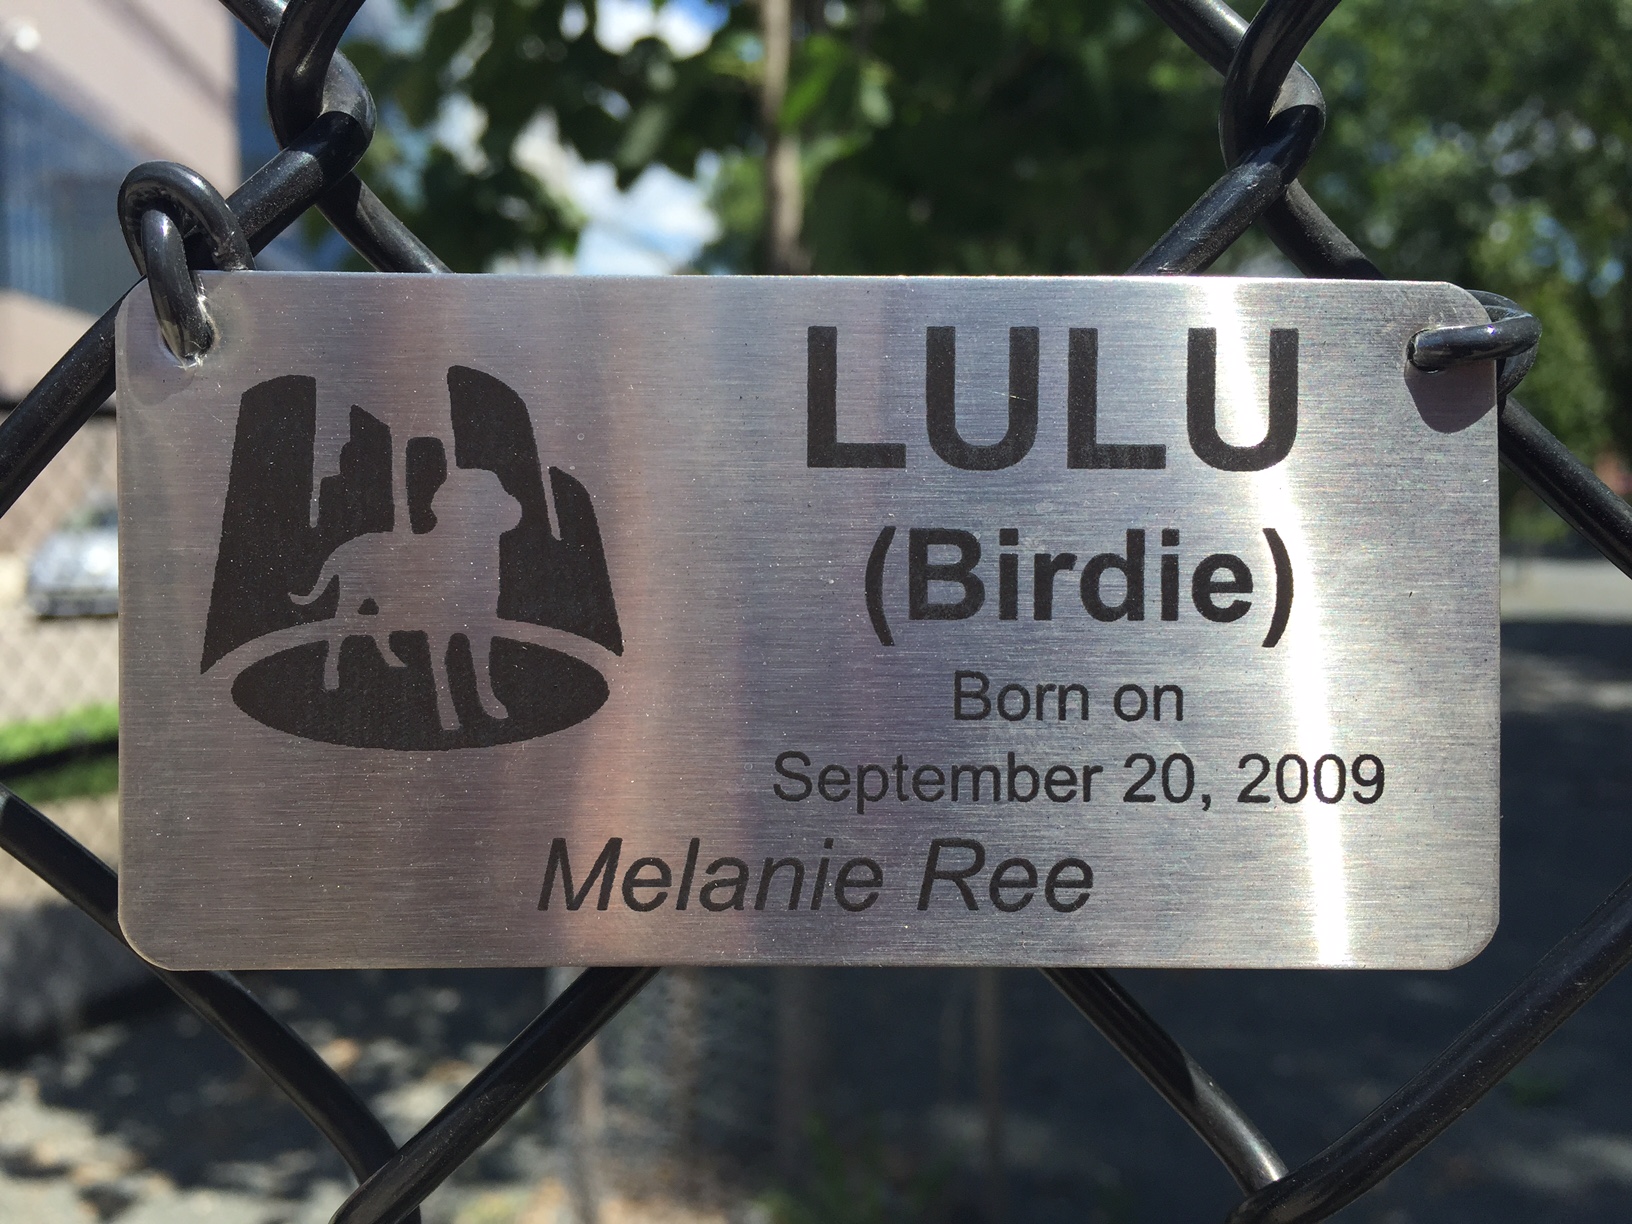 LULU
(Birdie)
Born on
September 20, 2009
Melanie Ree